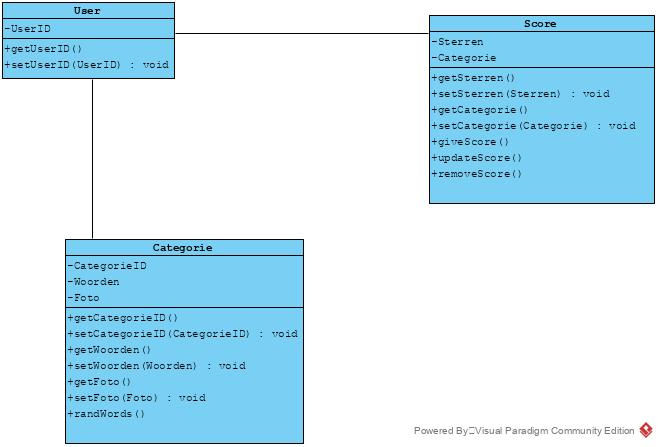 User
-UserID
+getUserID()
+setUserID(UserID) : void
Score
-Sterren
-Categorie
+getSterren()
+setSterren(Sterren) : void
+getCategorie()
+setCategorie(Categorie) : void
+giveScore()
+updateScore()
+removeScore()
Categorie
-CategorieID
-Woorden
-Foto
+getCategorieID()
+setCategorieID(CategorieID) : void
+getWoorden()
+setWoorden(Woorden) : void
+getFoto()
+setFoto(Foto) : void
+randWords()
Powered By Visual Paradigm Community Edition